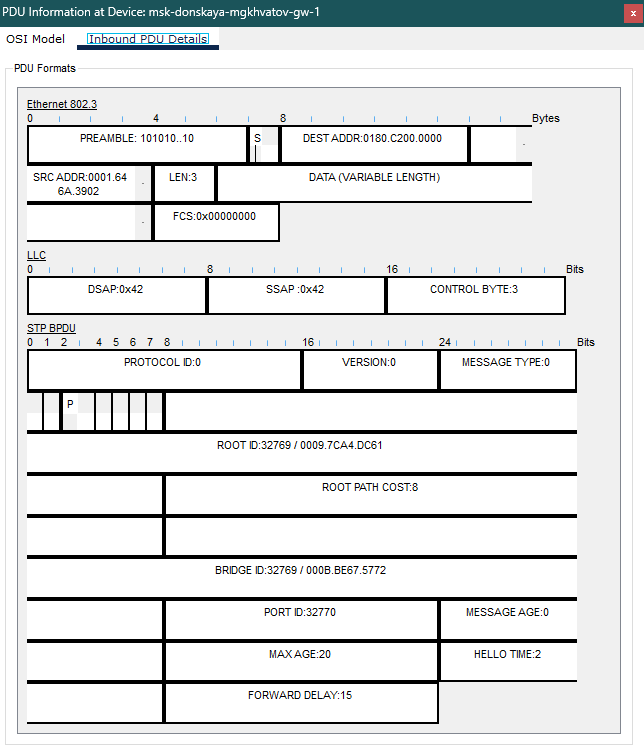 PDU Information at Device: msk-donskaya-mgkhvatov-gw-1
x
OSI Model Inbound PDU Details
PDU Formats
Ethernet 802.3
0 4 8 Bytes
PREAMBLE: 101010..10 S DEST ADDR:0180.C200.0000 .
SRC ADDR:0001.64 . LEN:3 DATA (VARIABLE LENGTH)
6A.3902
. FCS:0x00000000
LLC
0 8 16 Bits
DSAP:0x42 SSAP :0x42 CONTROL BYTE:3
STP BPDU
0 1 2 4 5 6 7 8 16 24 Bits
PROTOCOL ID:0 VERSION:0 MESSAGE TYPE:0
P
ROOT ID:32769 / 0009.7CA4.DC61
ROOT PATH COST:8
BRIDGE ID:32769 / 000B.BE67.5772
PORT ID:32770 MESSAGE AGE:0
MAX AGE:20 HELLO TIME:2
FORWARD DELAY:15